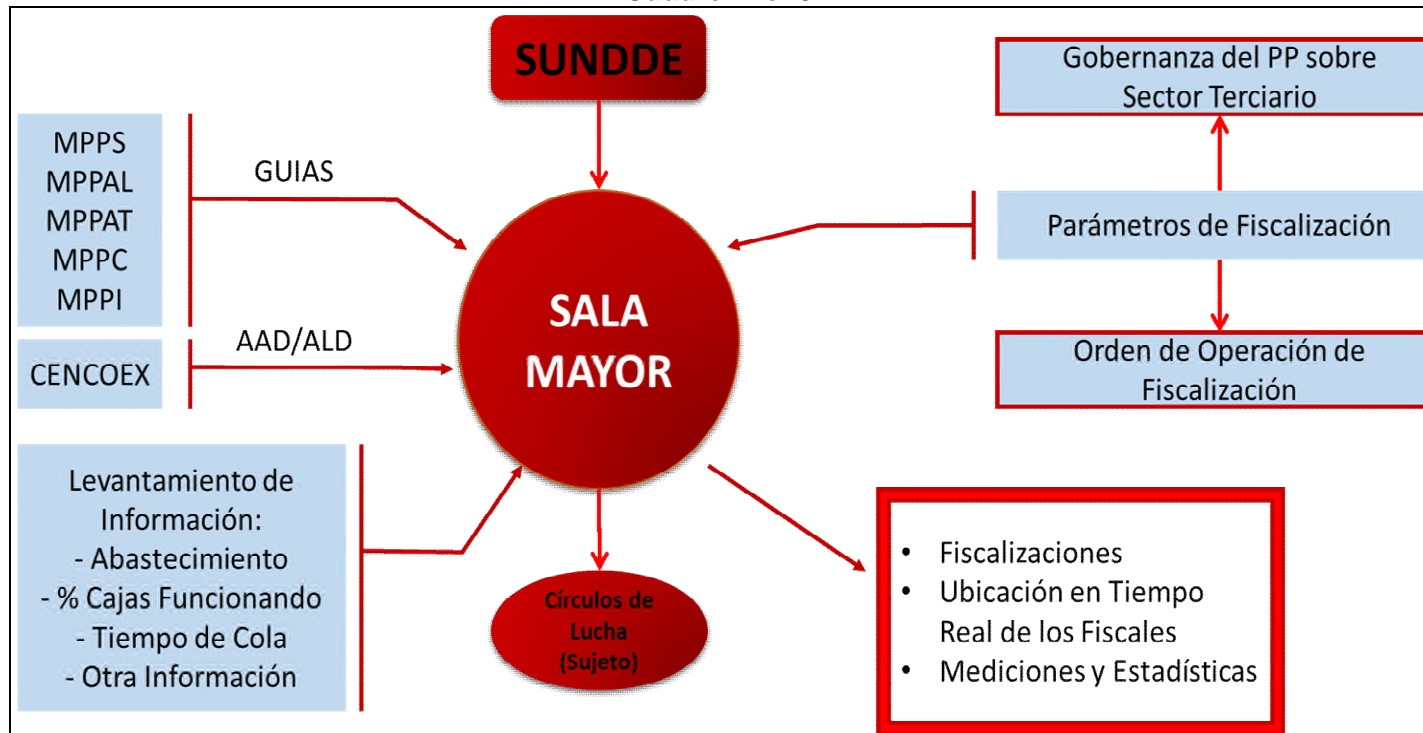 SUNDDE
MPPS
MPPAL
MPPAT
MPPC
MPPI
GUIAS
CENCOEX
AAD/ALD
Levantamiento de
Información:
- Abastecimiento
- % Cajas Funcionando
- Tiempo de Cola
- Otra Información
SALA
MAYOR
Círculos de
Lucha
(Sujeto)
Gobernanza del PP sobre
Sector Terciario
Parámetros de Fiscalización
Orden de Operación de
Fiscalización
• Fiscalizaciones
• Ubicación en Tiempo
Real de los Fiscales
• Mediciones y Estadísticas